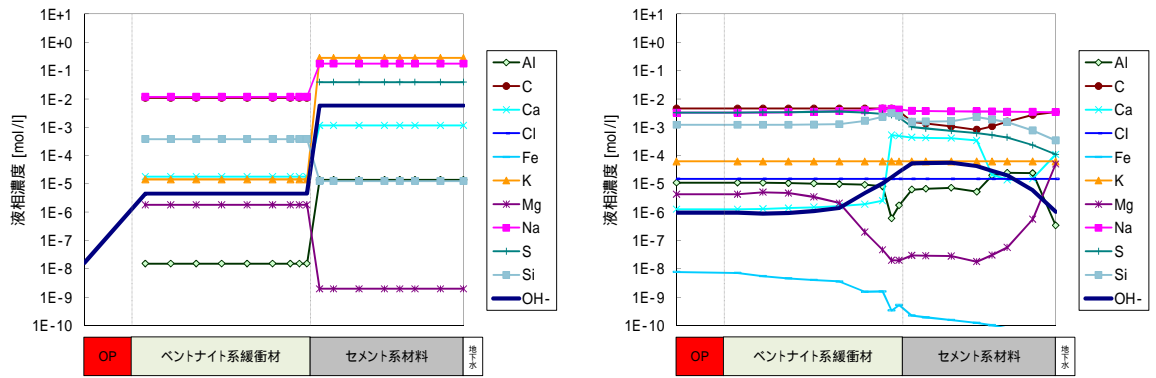 液相濃度 [mol/l]
1E+1
1E+0
1E-1
1E-2
1E-3
1E-4
1E-5
1E-6
1E-7
1E-8
1E-9
1E-10
Al
C
Ca
Cl
Fe
K
Mg
Na
S
Si
OH-
OP
ベントナイト系緩衝材
セメント系材料
地下水
液相濃度 [mol/l]
1E+1
1E+0
1E-1
1E-2
1E-3
1E-4
1E-5
1E-6
1E-7
1E-8
1E-9
1E-10
Al
C
Ca
Cl
Fe
K
Mg
Na
S
Si
OH-
OP
ベントナイト系緩衝材
セメント系材料
地下水